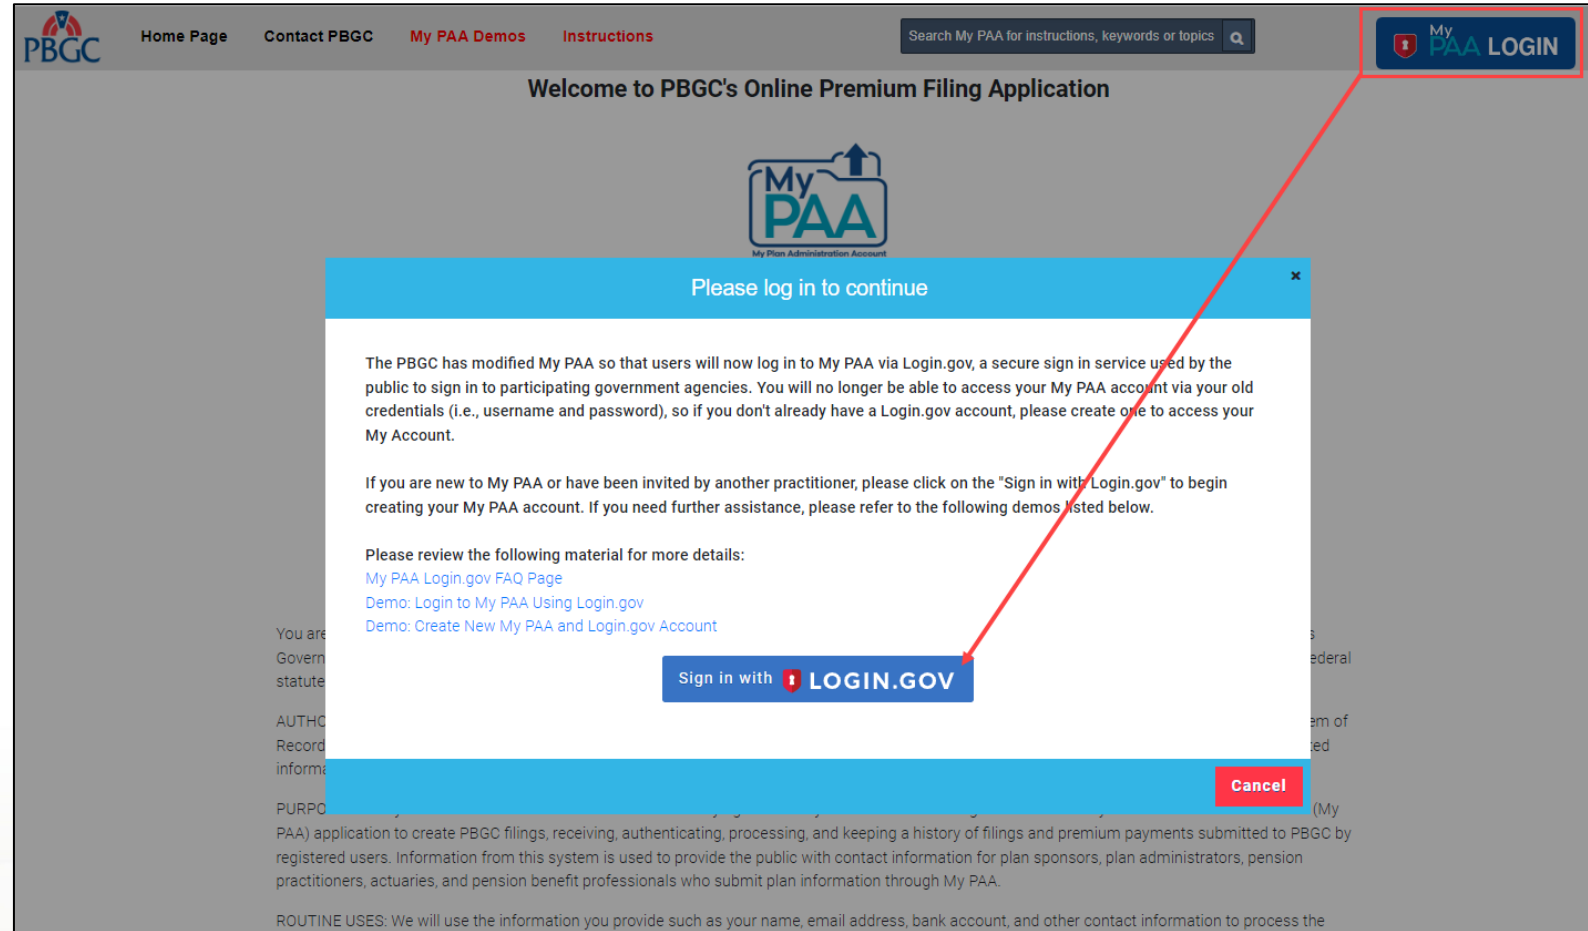 PBGC
Home Page
Contact PBGC
My PAA Demos
Instructions
Search My PAA for instructions, keywords or topics
My PAA LOGIN
Welcome to PBGC's Online Premium Filing Application
My
PAA
My Plan Administration Account
Please log in to continue
×
The PBGC has modified My PAA so that users will now log in to My PAA via Login.gov, a secure sign in service used by the
public to sign in to participating government agencies. You will no longer be able to access your My PAA account via your old
credentials (i.e., username and password), so if you don't already have a Login.gov account, please create one to access your
My Account.
If you are new to My PAA or have been invited by another practitioner, please click on the "Sign in with Login.gov" to begin
creating your My PAA account. If you need further assistance, please refer to the following demos listed below.
Please review the following material for more details:
My PAA Login.gov FAQ Page
Demo: Login to My PAA Using Login.gov
Demo: Create New My PAA and Login.gov Account
Sign in with LOGIN.GOV
Cancel
You are
Govern ederal
statute
AUTHO em of
Record ted
informa
PURPO (My
PAA) application to create PBGC filings, receiving, authenticating, processing, and keeping a history of filings and premium payments submitted to PBGC by
registered users. Information from this system is used to provide the public with contact information for plan sponsors, plan administrators, pension
practitioners, actuaries, and pension benefit professionals who submit plan information through My PAA.
ROUTINE USES: We will use the information you provide such as your name, email address, bank account, and other contact information to process the